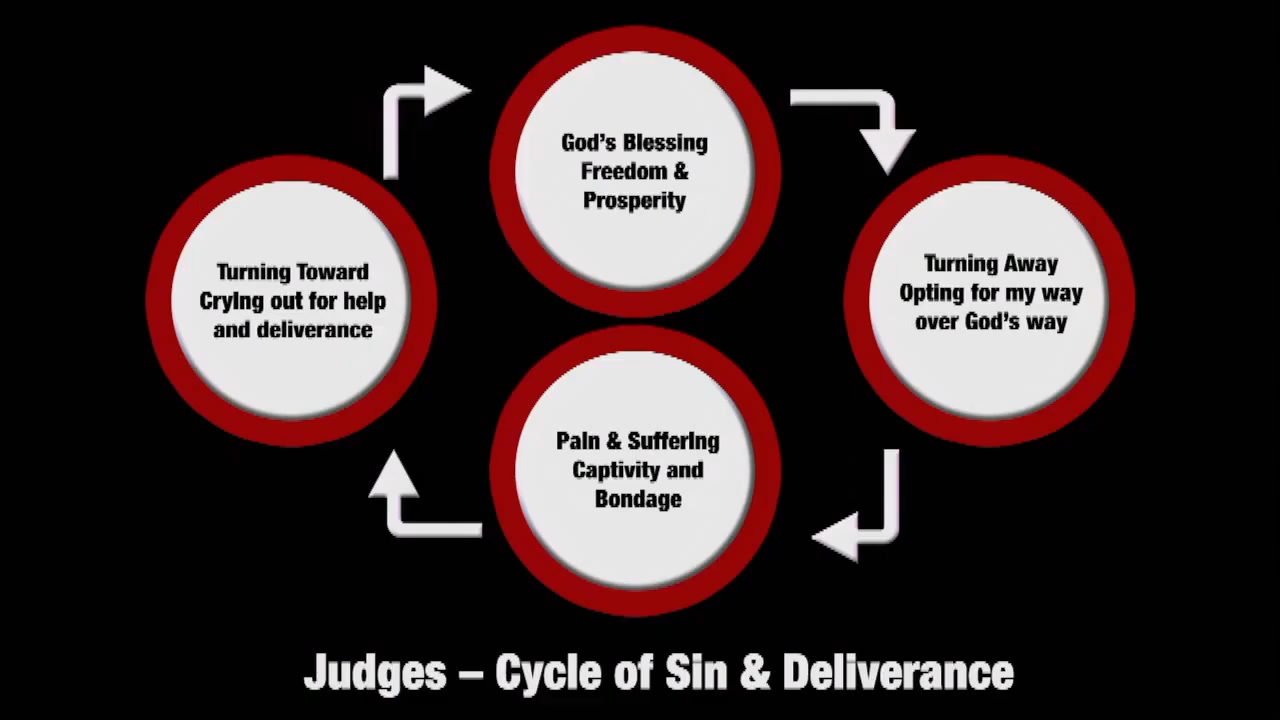 God's Blessing
Freedom &
Prosperity
Turning Away
Opting for my way
over God's way
Pain & Suffering
Captivity and
Bondage
Turning Toward
Crying out for help
and deliverance
Judges – Cycle of Sin & Deliverance